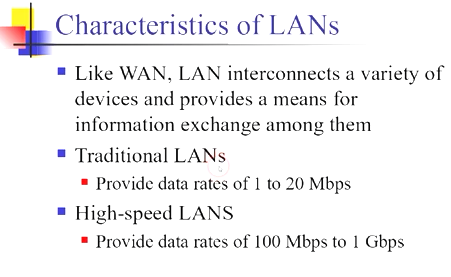 Characteristics of LANs
Like WAN, LAN interconnects a variety of
devices and provides a means for
information exchange among them
Traditional LANs
Provide data rates of 1 to 20 Mbps
High-speed LANS
Provide data rates of 100 Mbps to 1 Gbps